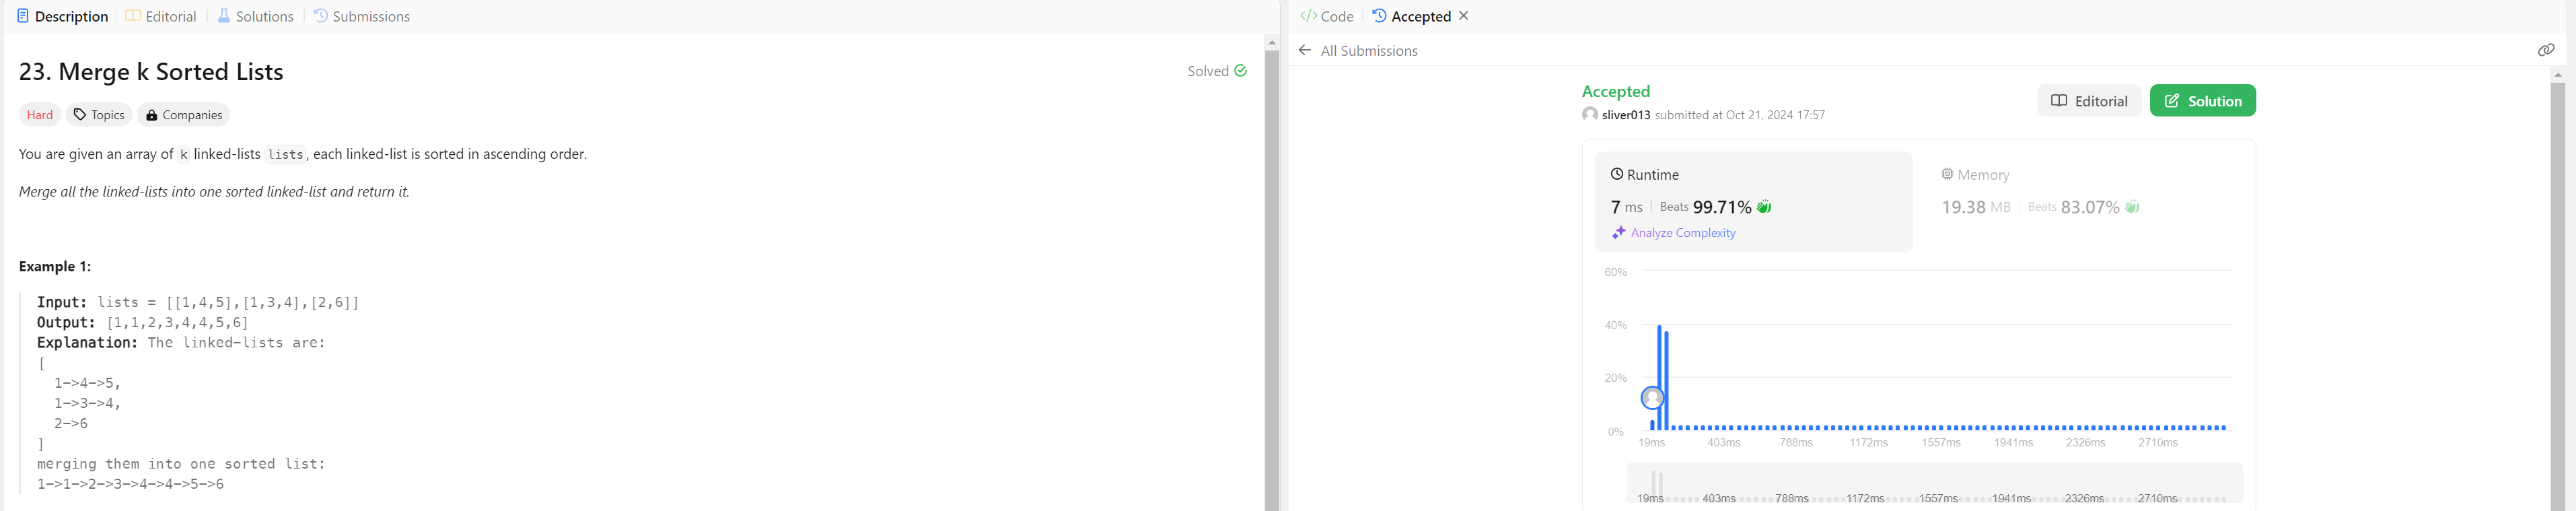 Description | Editorial | Solutions | Submissions
23. Merge k Sorted Lists
Solved
Hard Topics Companies
You are given an array of k linked-lists lists, each linked-list is sorted in ascending order.
Merge all the linked-lists into one sorted linked-list and return it.
Example 1:
Input: lists = [[1,4,5],[1,3,4],[2,6]]
Output: [1,1,2,3,4,4,5,6]
Explanation: The linked-lists are:
[
1->4->5,
1->3->4,
2->6
]
merging them into one sorted list:
1->1->2->3->4->4->5->6
</> Code | Accepted
All Submissions
Accepted
sliver013 submitted at Oct 21, 2024 17:57
Editorial
Solution
Runtime
7 ms | Beats 99.71%
Analyze Complexity
Memory
19.38 MB | Beats 83.07%
60%
40%
20%
0%
19ms 403ms 788ms 1172ms 1557ms 1941ms 2326ms 2710ms
19ms 403ms 788ms 1172ms 1557ms 1941ms 2326ms 2710ms